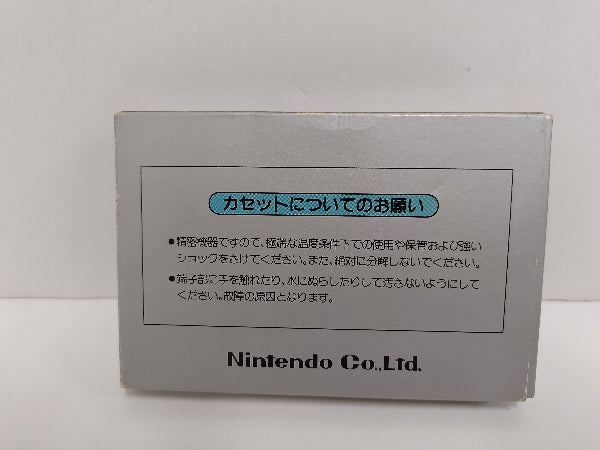 カセットについてのお願い
●精密機器ですので、極端な温度条件下での使用や保管および強い
ショックをさけてください。また、絶対に分解しないでください。
●端子部に手を触れたり、水にぬらしたりして汚さないようにして
ください。故障の原因となります。
Nintendo Co.,Ltd.